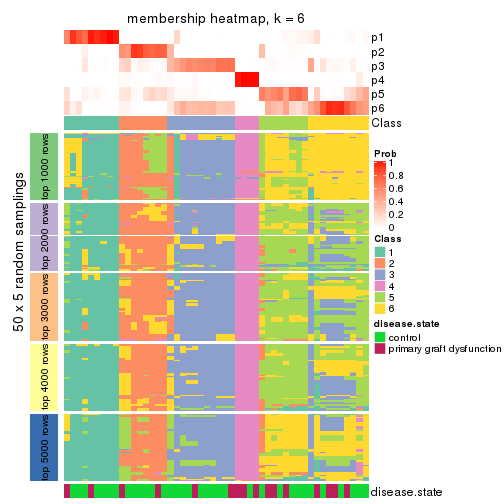 membership heatmap, k = 6
p1
p2
p3
p4
p5
p6
Class
50 x 5 random samplings
top 1000 rows
top 2000 rows
top 3000 rows
top 4000 rows
top 5000 rows
Prob
1
0.8
0.6
0.4
0.2
0
Class
1
2
3
4
5
6
disease.state
control
primary graft dysfunction
disease.state